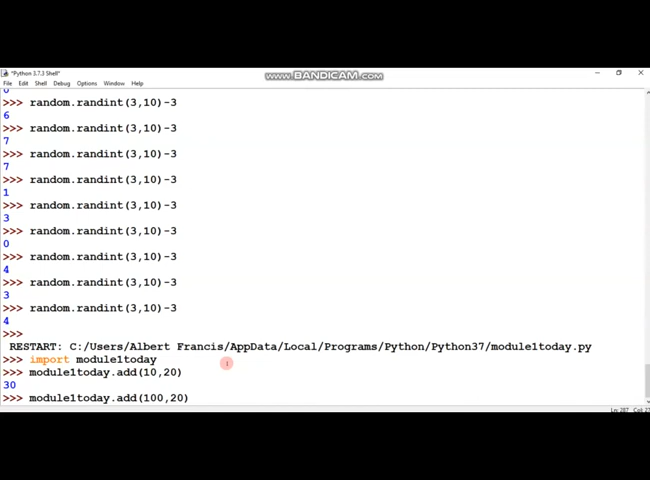 WWW.BANDICAM.COM
*Python 3.7.3 Shell*
File Edit Shell Debug Options Window Help
>>> random.randint(3,10)-3
6
>>> random.randint(3,10)-3
7
>>> random.randint(3,10)-3
7
>>> random.randint(3,10)-3
1
>>> random.randint(3,10)-3
3
>>> random.randint(3,10)-3
0
>>> random.randint(3,10)-3
4
>>> random.randint(3,10)-3
3
>>> random.randint(3,10)-3
4
>>>
RESTART: C:/Users/Albert Francis/AppData/Local/Programs/Python/Python37/module1today.py
>>> import module1today
>>> module1today.add(10,20)
30
>>> module1today.add(100,20)
Ln: 287